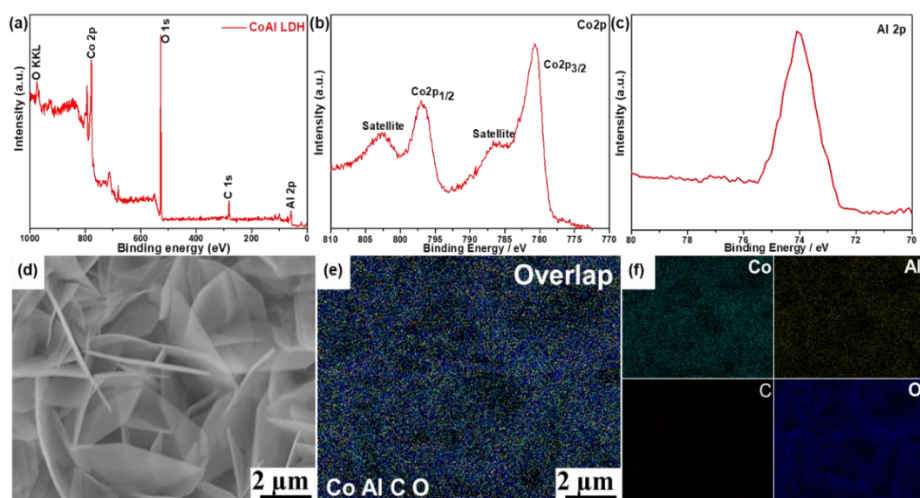 (a)
CoAl LDH
O KKL
Co 2p
O 1s
C 1s
Al 2p
Intensity (a.u.)
1000 800 600 400 200 0
Binding energy (eV)
(b)
Co2p
Co2p3/2
Co2p1/2
Satellite
Satellite
Intensity (a.u.)
810 805 800 795 790 785 780 775 770
Binding Energy / eV
(c)
Al 2p
Intensity (a.u.)
80 78 76 74 72 70
Binding Energy / eV
(d)
2 µm
(e)
Overlap
Co Al C O
2 µm
(f)
Co
Al
C
O